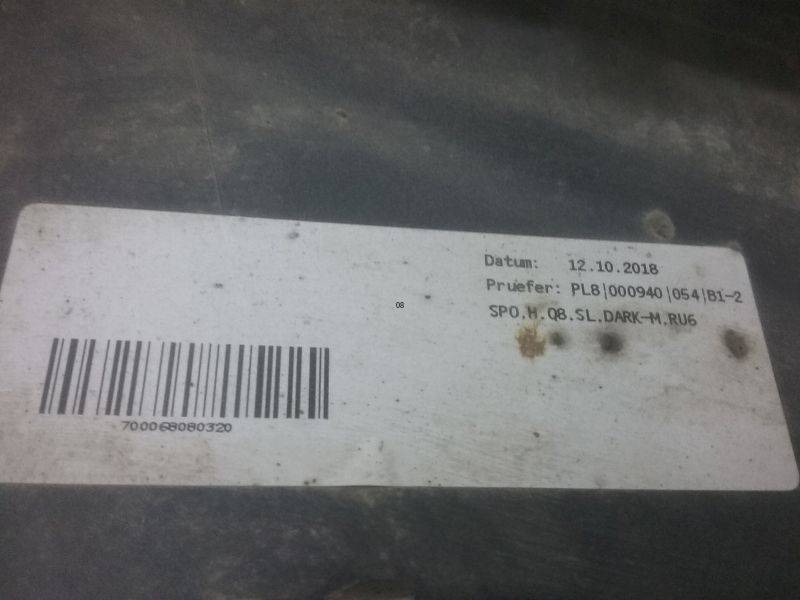 Datum: 12.10.2018
Pruefer: PL8|000940|054|B1-2
SPO.H.Q8.SL.DARK-M.RU6
08
700068080320